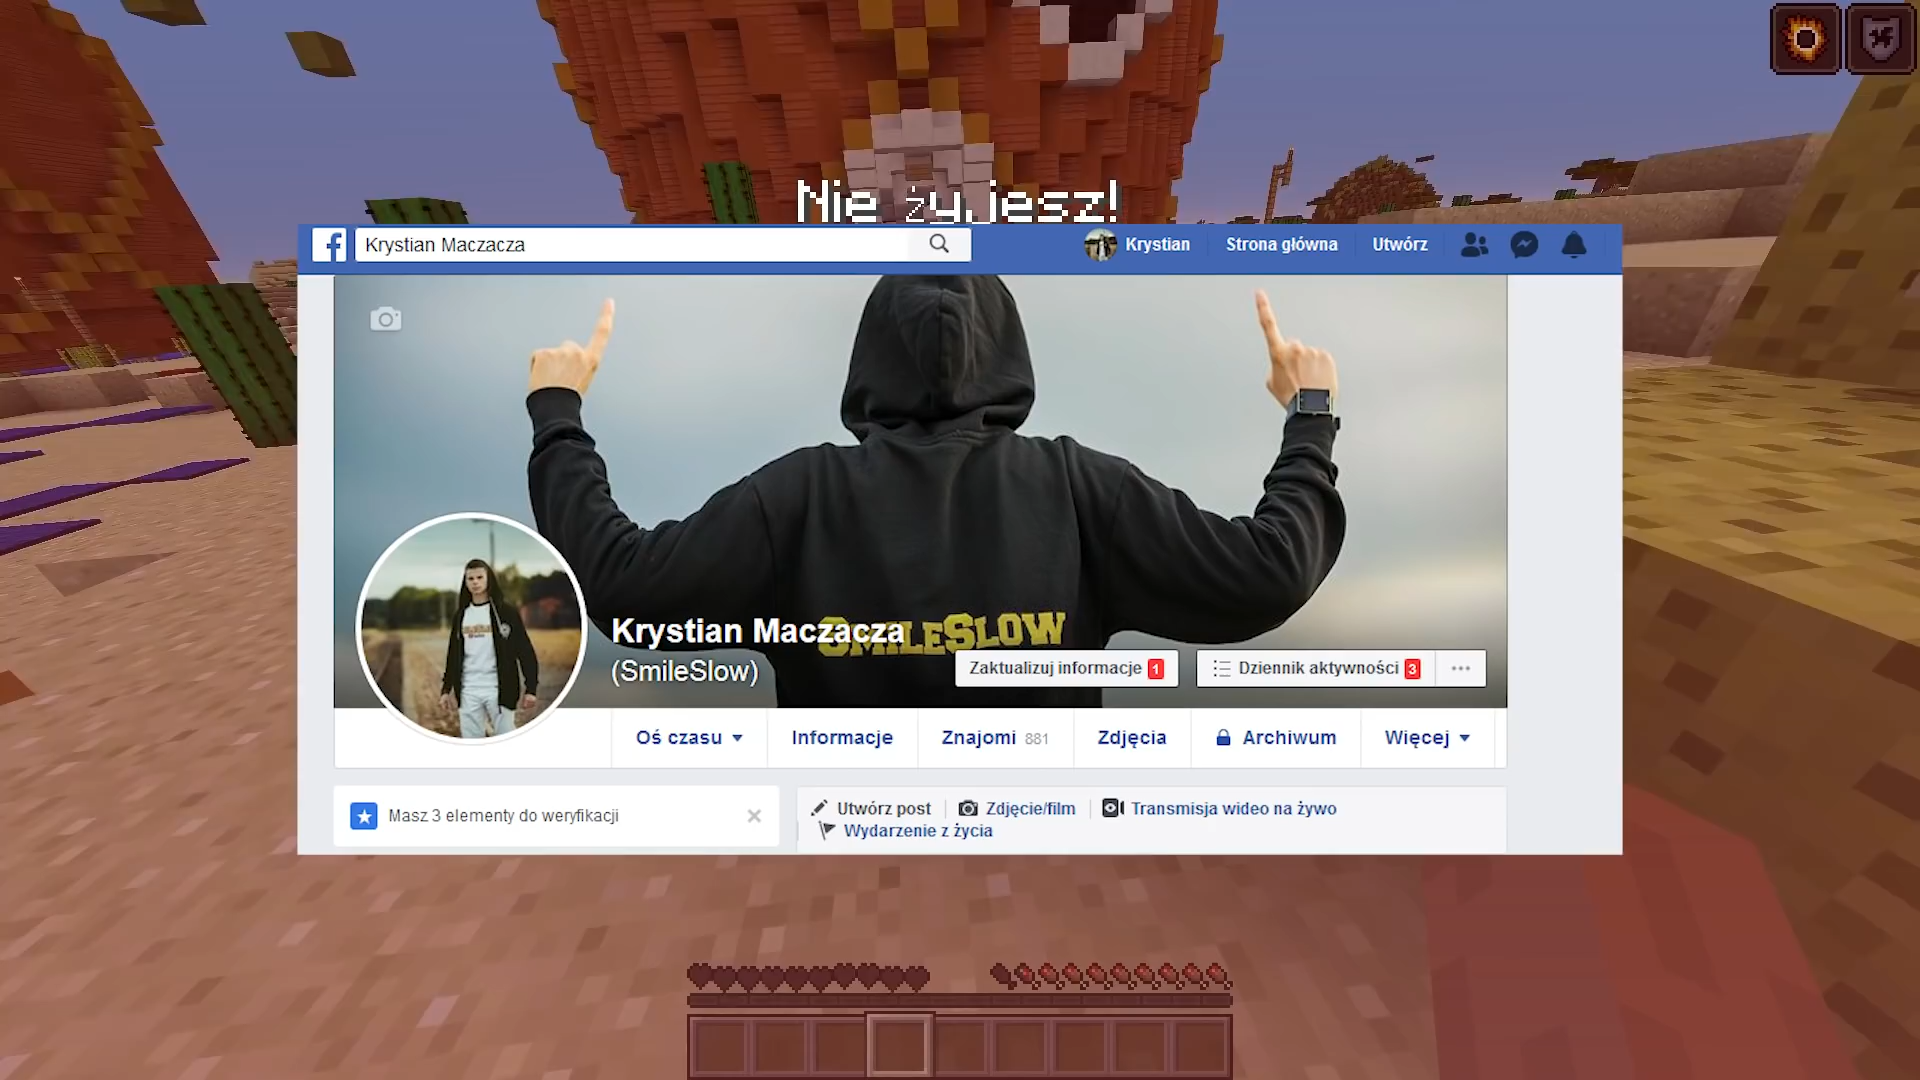 Nie żyjesz!
Krystian Maczacza
Krystian
Strona główna
Utwórz
SMILESLOW
Krystian Maczacza
(SmileSlow)
Zaktualizuj informacje 1
Dziennik aktywności 3
Oś czasu
Informacje
Znajomi 881
Zdjęcia
Archiwum
Więcej
Masz 3 elementy do weryfikacji
Utwórz post
Zdjęcie/film
Transmisja wideo na żywo
Wydarzenie z życia